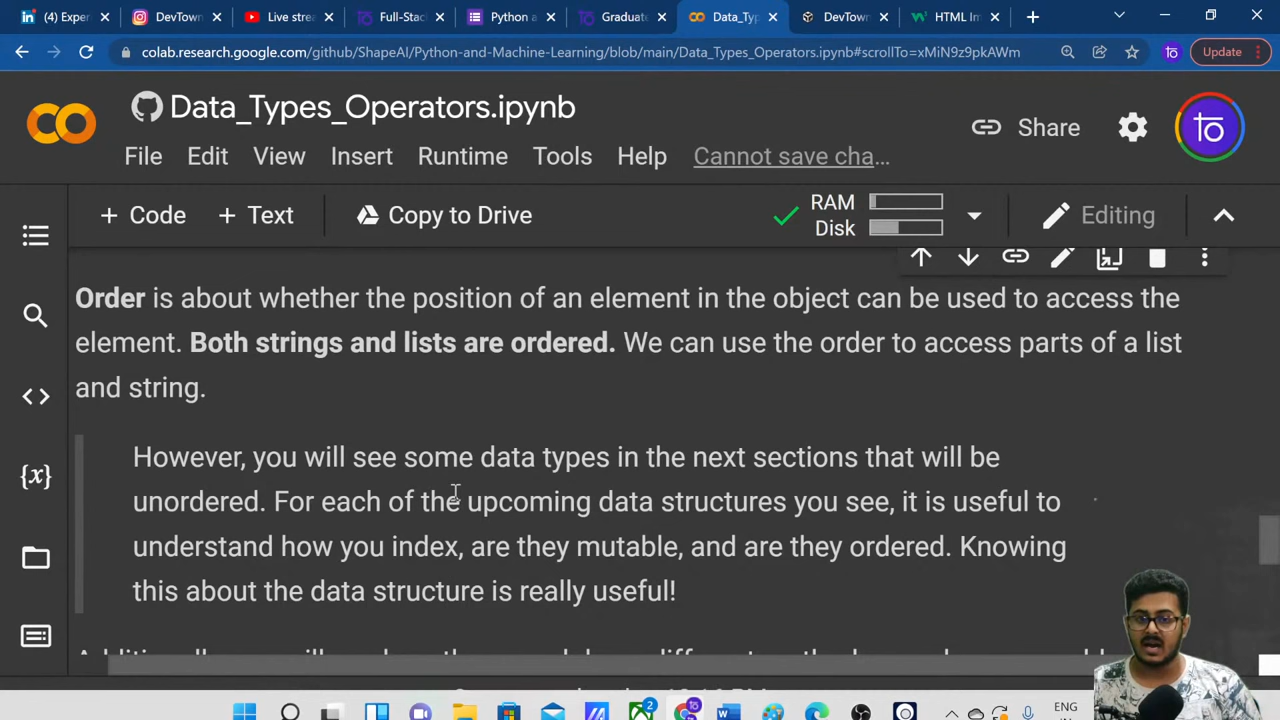 (4) Exper
DevTown
Live strea
Full-Stack
Python a
Graduate
Data_Typ
DevTown
HTML Im
colab.research.google.com/github/ShapeAI/Python-and-Machine-Learning/blob/main/Data_Types_Operators.ipynb#scrollTo=xMiN9z9pkAWm
Update
Data_Types_Operators.ipynb
Share
File Edit View Insert Runtime Tools Help Cannot save cha...
+ Code + Text Copy to Drive
RAM
Disk
Editing
Order is about whether the position of an element in the object can be used to access the
element. Both strings and lists are ordered. We can use the order to access parts of a list
and string.
However, you will see some data types in the next sections that will be
unordered. For each of the upcoming data structures you see, it is useful to
understand how you index, are they mutable, and are they ordered. Knowing
this about the data structure is really useful!
ENG